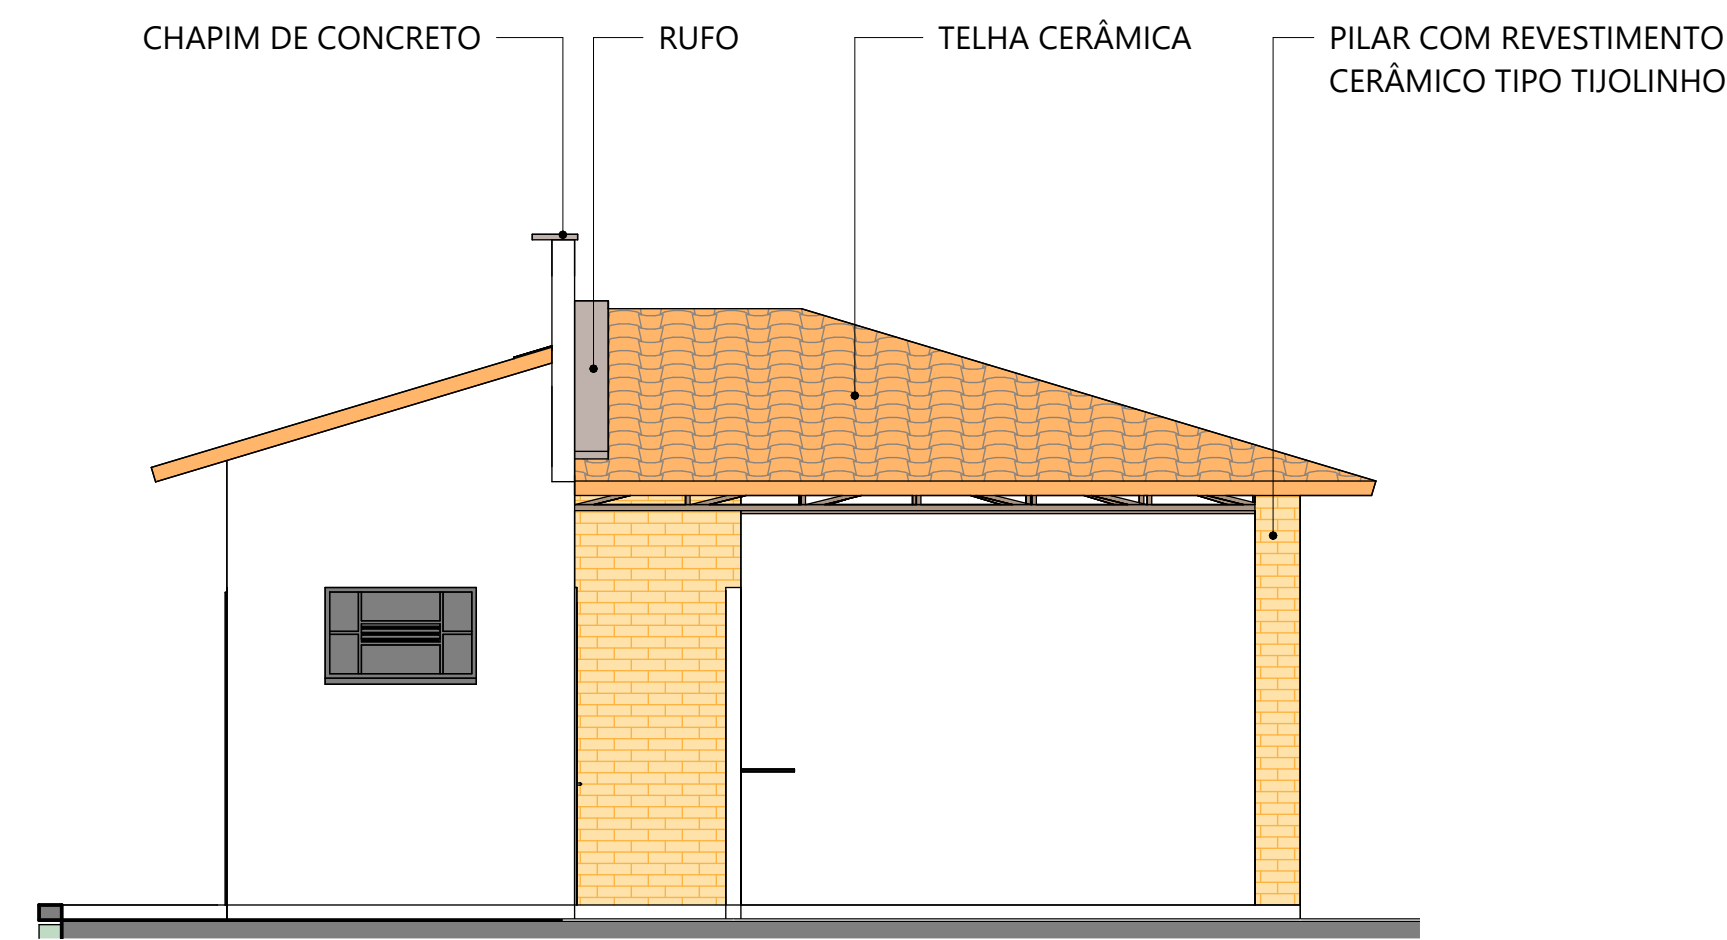 CHAPIM DE CONCRETO
RUFO
TELHA CERÂMICA
PILAR COM REVESTIMENTO
CERÂMICO TIPO TIJOLINHO